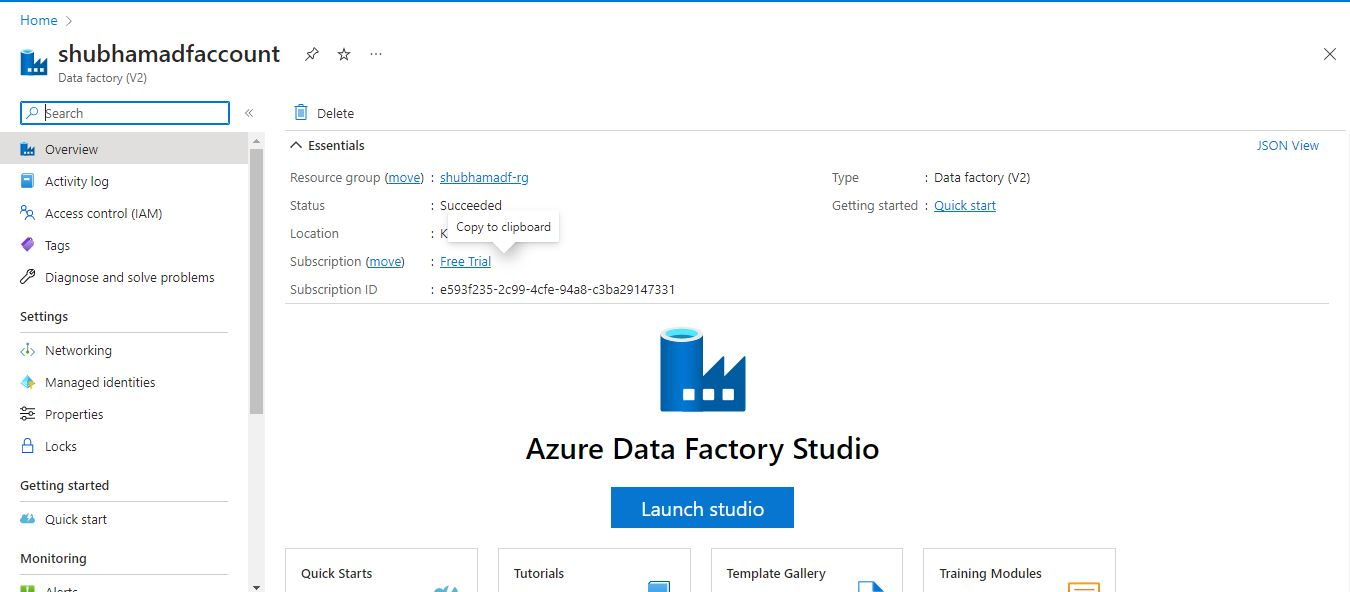 Home >
shubhamadfaccount ...
Data factory (V2)
Search «
Delete
Overview
Activity log
Access control (IAM)
Tags
Diagnose and solve problems
Settings
Networking
Managed identities
Properties
Locks
Getting started
Quick start
Monitoring
Alerts
Essentials JSON View
Resource group (move) : shubhamadf-rg
Type : Data factory (V2)
Status : Succeeded
Getting started : Quick start
Location : K
Copy to clipboard
Subscription (move) : Free Trial
Subscription ID : e593f235-2c99-4cfe-94a8-c3ba29147331
Azure Data Factory Studio
Launch studio
Quick Starts
Tutorials
Template Gallery
Training Modules